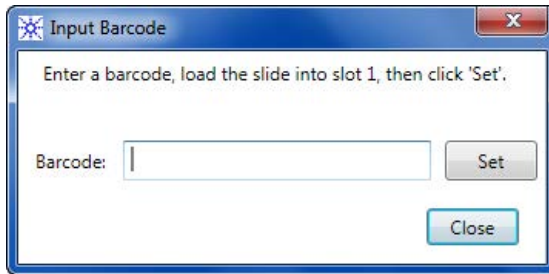 Input Barcode
Enter a barcode, load the slide into slot 1, then click 'Set'.
Barcode: Set
Close